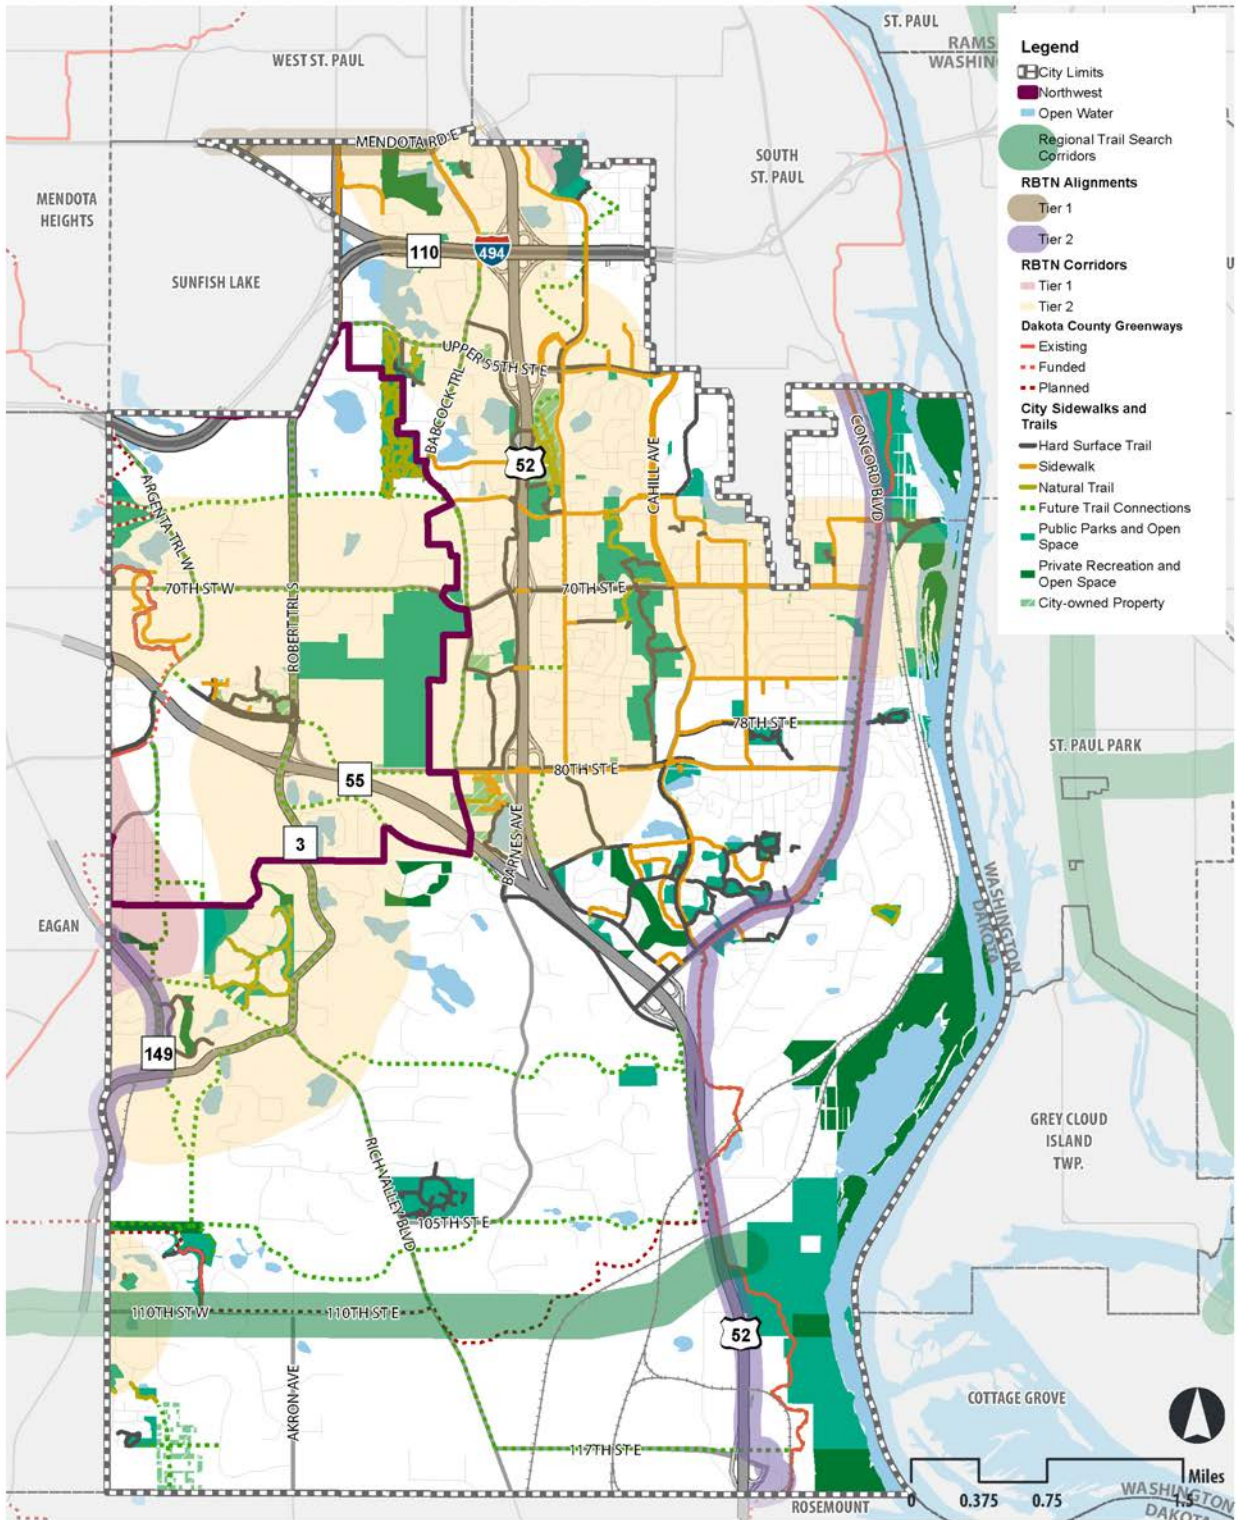 ST. PAUL
RAMS
WASHIN
WEST ST. PAUL
MENDOTA RD E
SOUTH
ST. PAUL
MENDOTA
HEIGHTS
110
494
SUNFISH LAKE
UPPER 55TH ST E
BABCOCK TRL
52
CAHILL AVE
CONCORD BLVD
ARGENTA TRL W
70TH ST W
70TH ST E
ROBERT TRL S
78TH ST E
ST. PAUL PARK
80TH ST E
55
3
BARNES AVE
WASHINGTON
DAKOTA
EAGAN
149
GREY CLOUD
ISLAND
TWP.
RICH VALLEY BLVD
105TH ST E
110TH ST W
110TH ST E
52
AKRON AVE
COTTAGE GROVE
117TH ST E
ROSEMOUNT
Legend
City Limits
Northwest
Open Water
Regional Trail Search
Corridors
RBTN Alignments
Tier 1
Tier 2
RBTN Corridors
Tier 1
Tier 2
Dakota County Greenways
Existing
Funded
Planned
City Sidewalks and
Trails
Hard Surface Trail
Sidewalk
Natural Trail
Future Trail Connections
Public Parks and Open
Space
Private Recreation and
Open Space
City-owned Property
Miles
0 0.375 0.75 1.5
WASHINGTON
DAKOTA